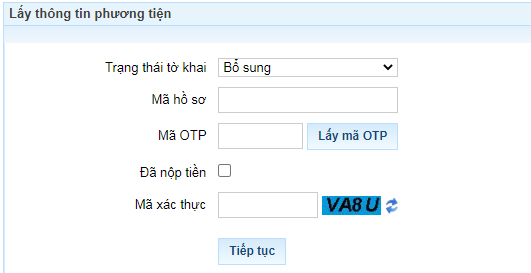 Lấy thông tin phương tiện
Trạng thái tờ khai Bổ sung
Mã hồ sơ
Mã OTP Lấy mã OTP
Đã nộp tiền
Mã xác thực VA8 U
Tiếp tục